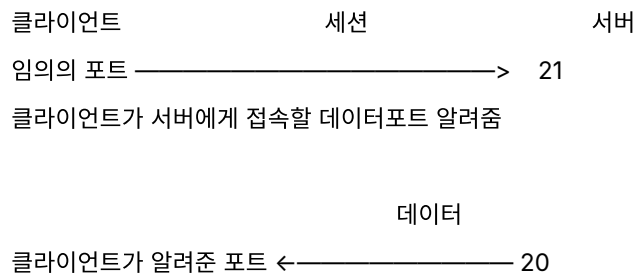 클라이언트 세션 서버
임의의 포트 ———————————————> 21
클라이언트가 서버에게 접속할 데이터포트 알려줌
데이터
클라이언트가 알려준 포트 <————————— 20